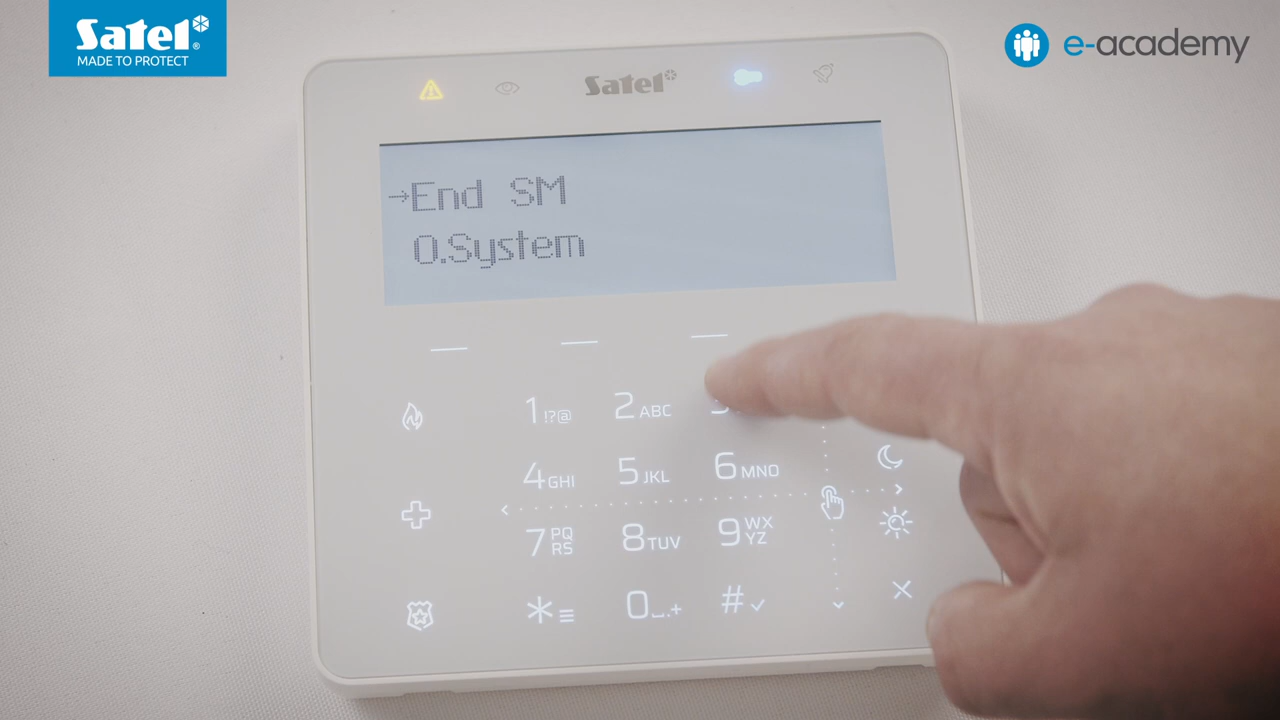 Satel®
MADE TO PROTECT
e-academy
Satel
→End SM
0.System
1 !?@
2 ABC
4 GHI
5 JKL
6 MNO
7 PQRS
8 TUV
9 WXYZ
*
0
#